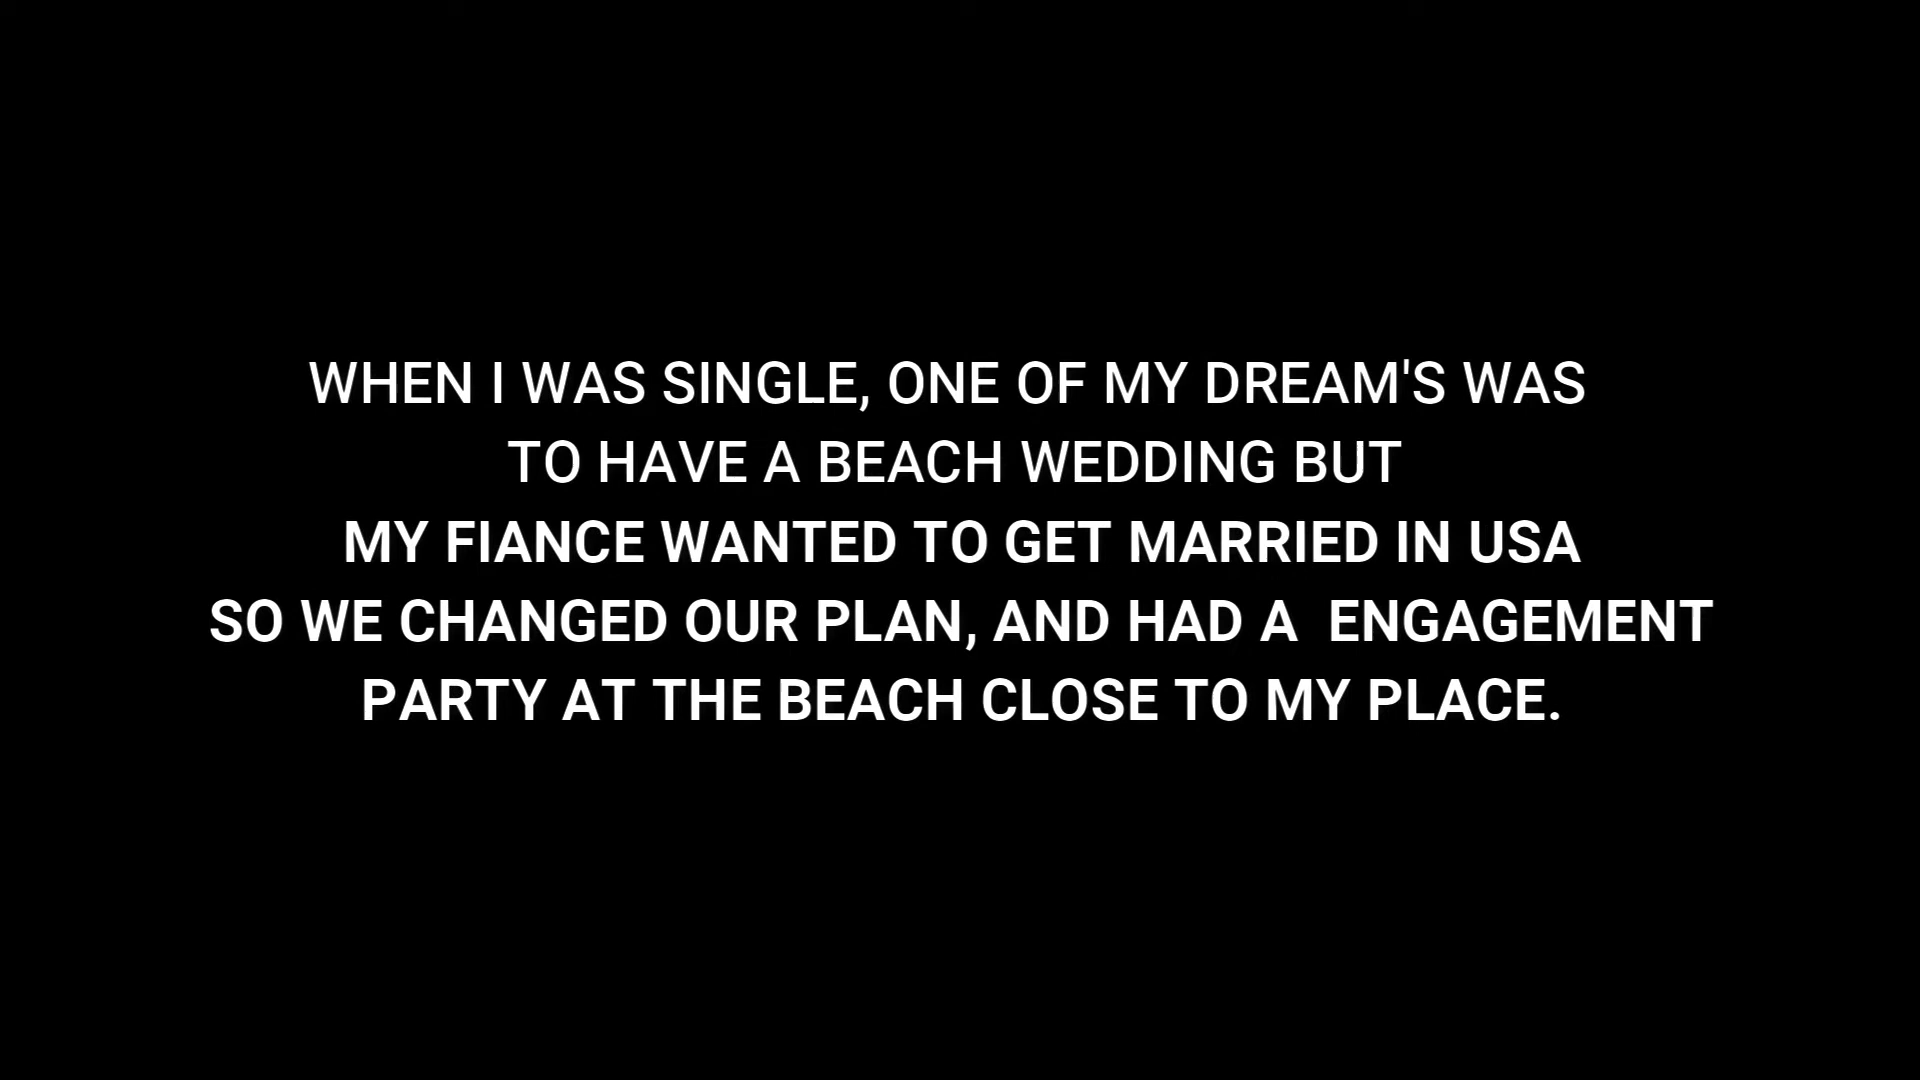 WHEN I WAS SINGLE, ONE OF MY DREAM'S WAS
TO HAVE A BEACH WEDDING BUT
MY FIANCE WANTED TO GET MARRIED IN USA
SO WE CHANGED OUR PLAN, AND HAD A  ENGAGEMENT
PARTY AT THE BEACH CLOSE TO MY PLACE.